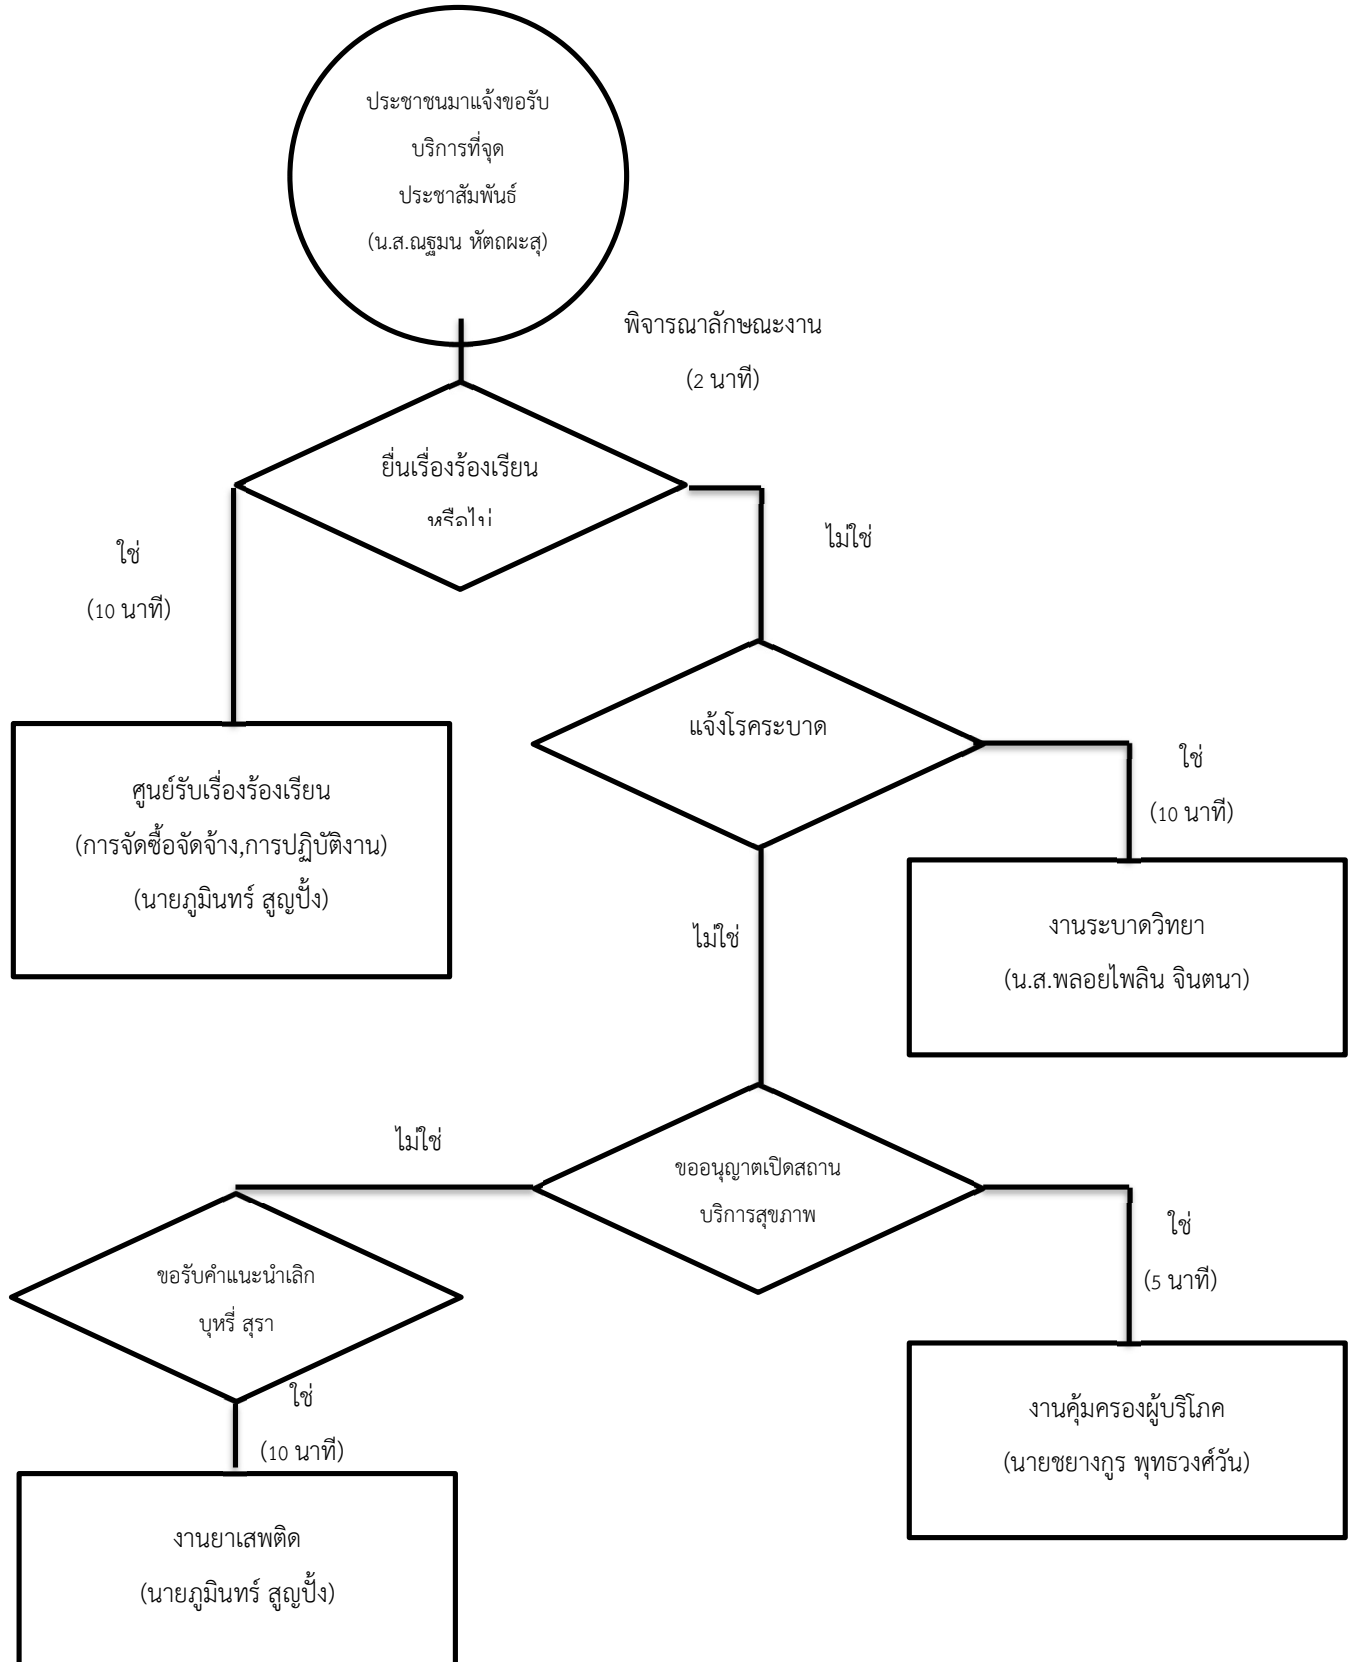 ประชาชนมาแจ้งขอรับ
บริการที่จุด
ประชาสัมพันธ์
(น.ส.ณฐมน หัตถผะสุ)
พิจารณาลักษณะงาน
(2 นาที)
ยื่นเรื่องร้องเรียน
ใช่
(10 นาที)
ไม่ใช่
แจ้งโรคระบาด
ใช่
(10 นาที)
ศูนย์รับเรื่องร้องเรียน
(การจัดซื้อจัดจ้าง,การปฏิบัติงาน)
(นายภูมินทร์ สูญปั้ง)
ไม่ใช่
งานระบาดวิทยา
(น.ส.พลอยไพลิน จินตนา)
ไม่ใช่
ขออนุญาตเปิดสถาน
บริการสุขภาพ
ใช่
(5 นาที)
ขอรับคำแนะนำเลิก
บุหรี่ สุรา
ใช่
(10 นาที)
งานคุ้มครองผู้บริโภค
(นายชยางกูร พุทธวงศ์วัน)
งานยาเสพติด
(นายภูมินทร์ สูญปั้ง)